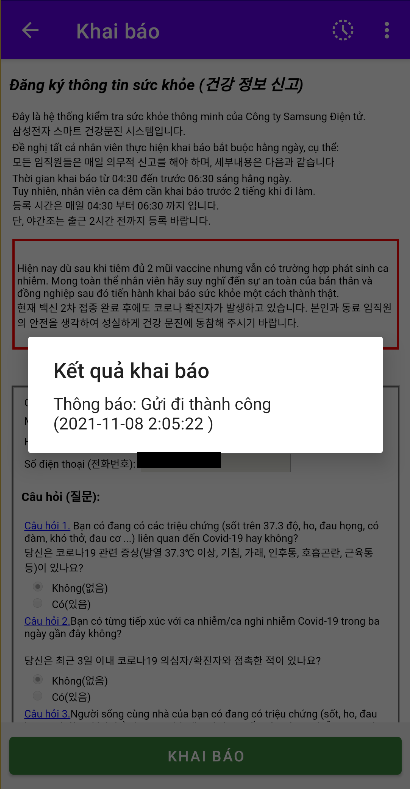 Khai báo
Đăng ký thông tin sức khỏe (건강 정보 신고)
Đây là hệ thống kiểm tra sức khỏe thông minh của Công ty Samsung Điện tử.
삼성전자 스마트 건강문진 시스템입니다.
Đề nghị tất cả nhân viên thực hiện khai báo bắt buộc hằng ngày, cụ thể:
모든 임직원들은 매일 의무적 신고를 해야 하며, 세부내용은 다음과 같습니다
Thời gian khai báo từ 04:30 đến trước 06:30 sáng hằng ngày.
Tuy nhiên, nhân viên ca đêm cần khai báo trước 2 tiếng khi đi làm.
등록 시간은 매일 04:30 부터 06:30 까지 입니다.
단, 야간조는 출근 2시간 전까지 등록 바랍니다.
Hiện nay dù sau khi tiêm đủ 2 mũi vaccine nhưng vẫn có trường hợp phát sinh ca
nhiễm. Mong toàn thể nhân viên hãy suy nghĩ đến sự an toàn của bản thân và
đồng nghiệp sau đó tiến hành khai báo sức khỏe một cách thành thật.
현재 백신 2차 접종 완료 후에도 코로나 확진자가 발생하고 있습니다. 본인과 동료 임직원
의 안전을 생각하여 성실하게 건강 문진에 동참해 주시기 바랍니다.
Kết quả khai báo
Thông báo: Gửi đi thành công
(2021-11-08 2:05:22 )
Số điện thoại (전화번호):
Câu hỏi (질문):
Câu hỏi 1. Bạn có đang có các triệu chứng (sốt trên 37.3 độ, ho, đau họng, có
đàm, khó thở, đau cơ ...) liên quan đến Covid-19 hay không?
당신은 코로나19 관련 증상(발열 37.3℃ 이상, 기침, 가래, 인후통, 호흡곤란, 근육통
등)이 있나요?
Không(없음)
Có(있음)
Câu hỏi 2.Bạn có từng tiếp xúc với ca nhiễm/ca nghi nhiễm Covid-19 trong ba
ngày gần đây không?
당신은 최근 3일 이내 코로나19 의심자/확진자와 접촉한 적이 있나요?
Không(없음)
Có(있음)
Câu hỏi 3.Người sống cùng nhà của bạn có đang có triệu chứng (sốt, ho, đau
KHAI BÁO